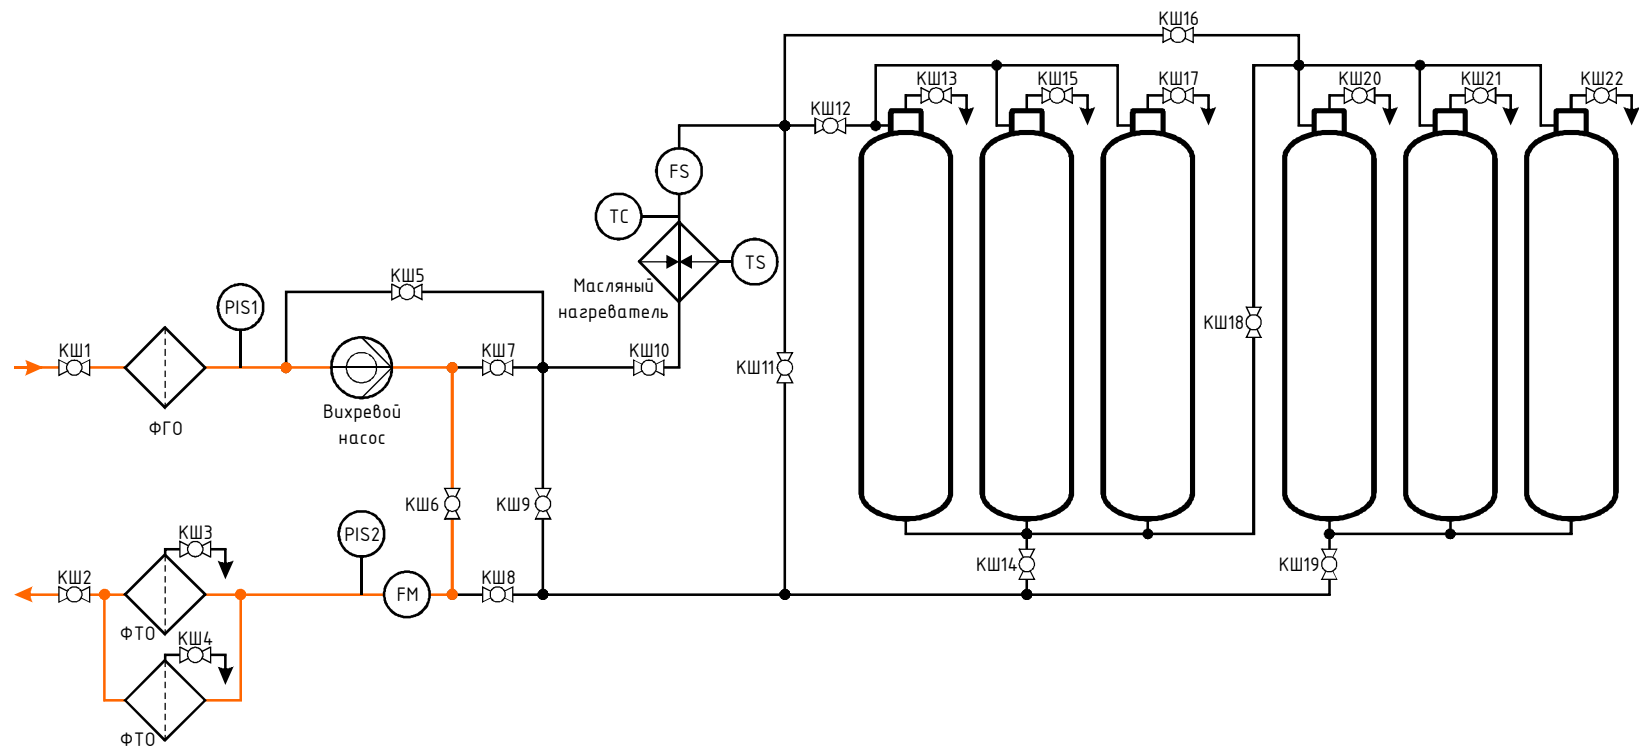 КШ16
КШ13
КШ15
КШ17
КШ20
КШ21
КШ22
КШ12
FS
TC
TS
КШ5
Масляный
нагреватель
PIS1
КШ18
КШ1
КШ7
КШ10
КШ11
Вихревой
насос
ФГО
КШ6
КШ9
КШ3
PIS2
КШ2
FM
КШ8
КШ14
КШ19
ФТО
КШ4
ФТО